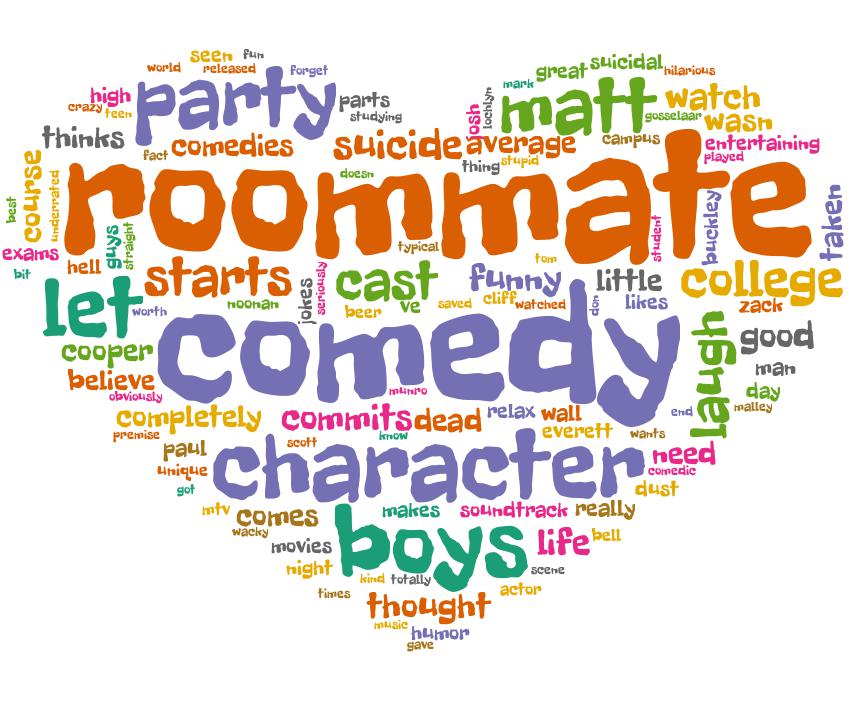 seen fun
world released forget
great suicidal hilarious
high party parts mark matt watch
crazy teen studying josh lochlyn gosselaar wasn
thinks fact comedies suicide average campus entertaining
played
thing stupid
doesn
best course underrated roommate
exams guys straight typical student buckley taken
bit hell starts seriously cast funny tom little college
let worth noonan jokes beer ve saved cliff watched don likes zack
cooper comedy laugh good
believe man
obviously munro day
completely commits dead relax wall end malley
premise know everett wants
paul scott character need
unique comedic
got dust
mtv comes makes soundtrack really
wacky boys life bell
movies
night kind totally scene
times actor
thought
music humor
gave